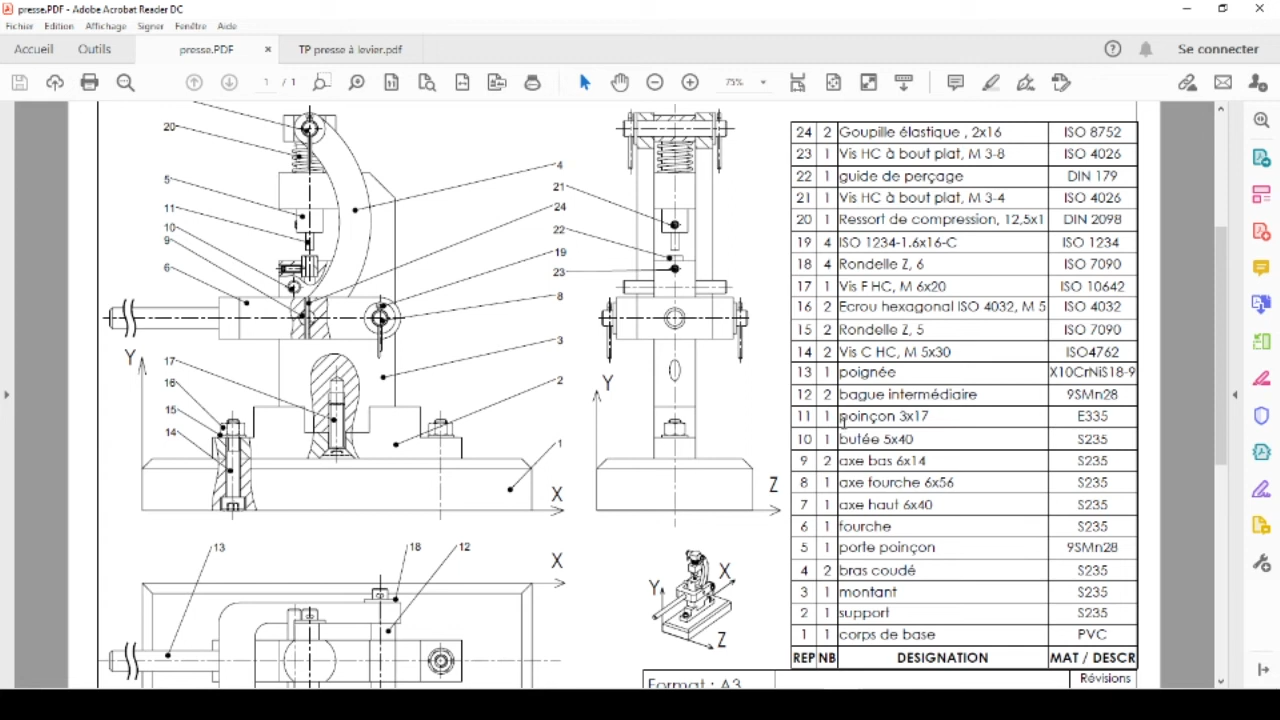 presse.PDF - Adobe Acrobat Reader DC
Fichier Edition Affichage Signer Fenêtre Aide
Accueil Outils presse.PDF × TP presse à levier.pdf Se connecter
1 / 1 75%
20
5
11
10
9
6
4
21
24
22
19
23
8
3
2
1
17
16
15
14
Y
X
Y
Z
13
18
12
X
Y
X
Z
24 2 Goupille élastique , 2x16 ISO 8752
23 1 Vis HC à bout plat, M 3-8 ISO 4026
22 1 guide de perçage DIN 179
21 1 Vis HC à bout plat, M 3-4 ISO 4026
20 1 Ressort de compression, 12,5x1 DIN 2098
19 4 ISO 1234-1.6x16-C ISO 1234
18 4 Rondelle Z, 6 ISO 7090
17 1 Vis F HC, M 6x20 ISO 10642
16 2 Ecrou hexagonal ISO 4032, M 5 ISO 4032
15 2 Rondelle Z, 5 ISO 7090
14 2 Vis C HC, M 5x30 ISO4762
13 1 poignée X10CrNiS18-9
12 2 bague intermédiaire 9SMn28
11 1 poinçon 3x17 E335
10 1 butée 5x40 S235
9 2 axe bas 6x14 S235
8 1 axe fourche 6x56 S235
7 1 axe haut 6x40 S235
6 1 fourche S235
5 1 porte poinçon 9SMn28
4 2 bras coudé S235
3 1 montant S235
2 1 support S235
1 1 corps de base PVC
REP NB DESIGNATION MAT / DESCR
Format : A3 Révisions